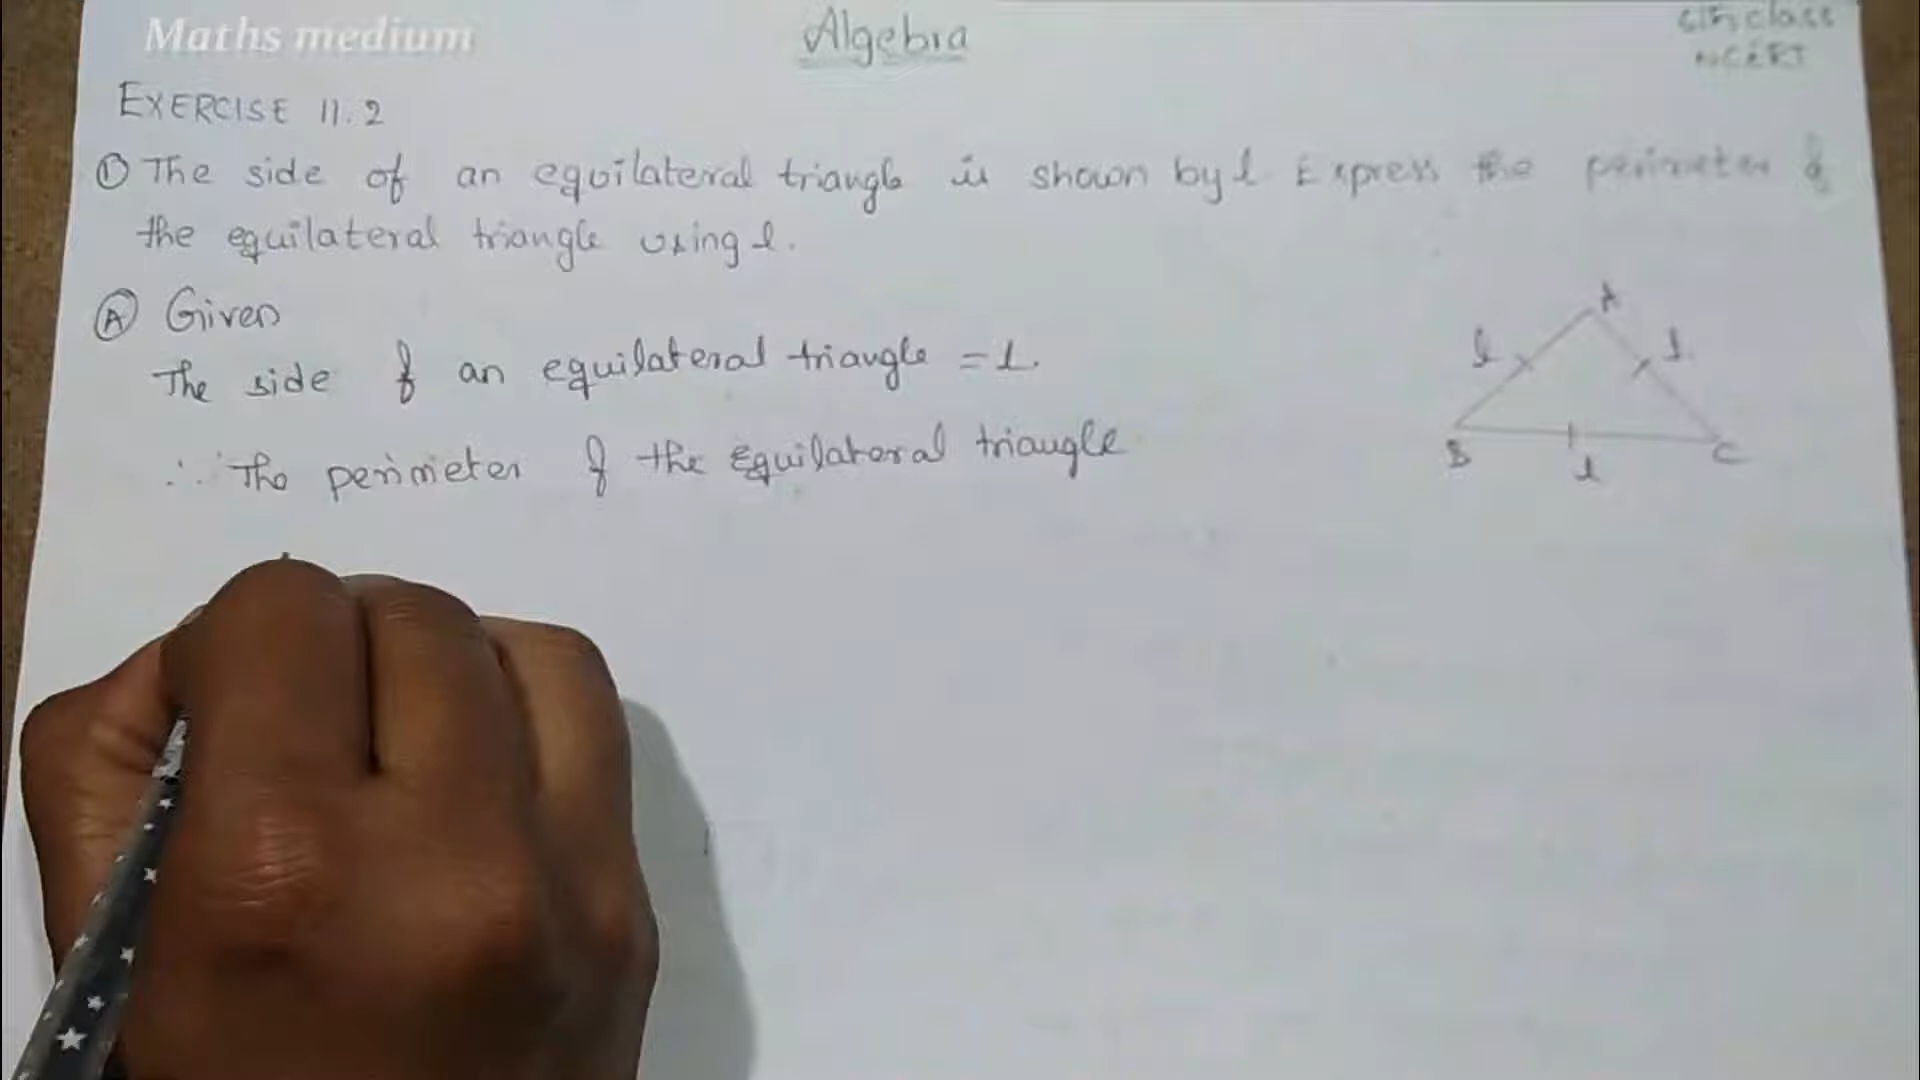 Maths medium
Algebra
6th class
NCERT
EXERCISE 11.2
① The side of an equilateral triangle is shown by l. Express the perimeter of
the equilateral triangle using l.
Ⓐ Given
The side of an equilateral triangle = l.
∴ The perimeter of the equilateral triangle
A
l
l
B
l
C